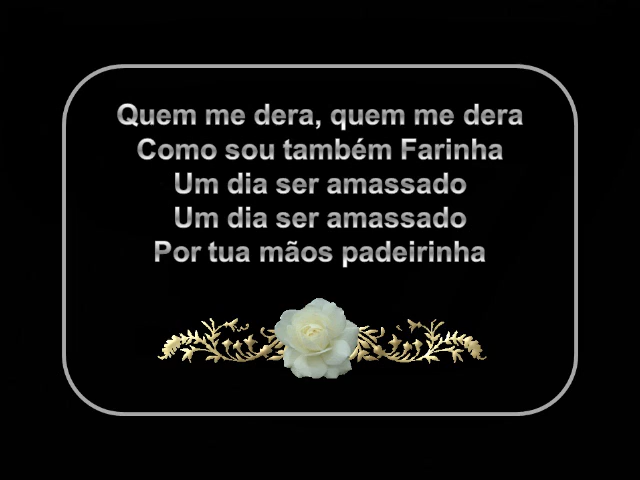 Quem me dera, quem me dera
Como sou também Farinha
Um dia ser amassado
Um dia ser amassado
Por tua mãos padeirinha